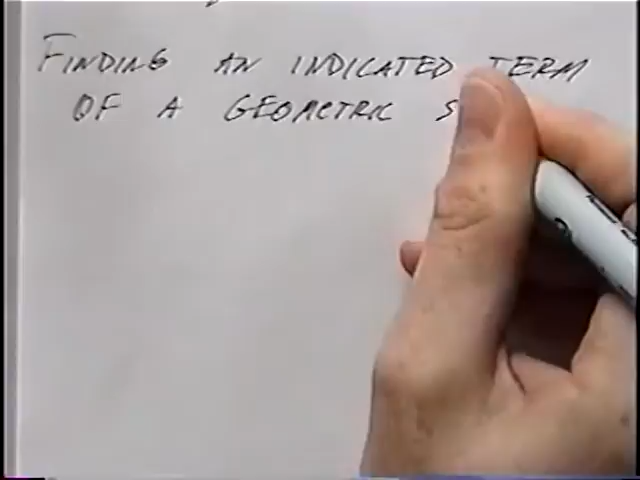 FINDING AN INDICATED TERM
OF A GEOMETRIC S